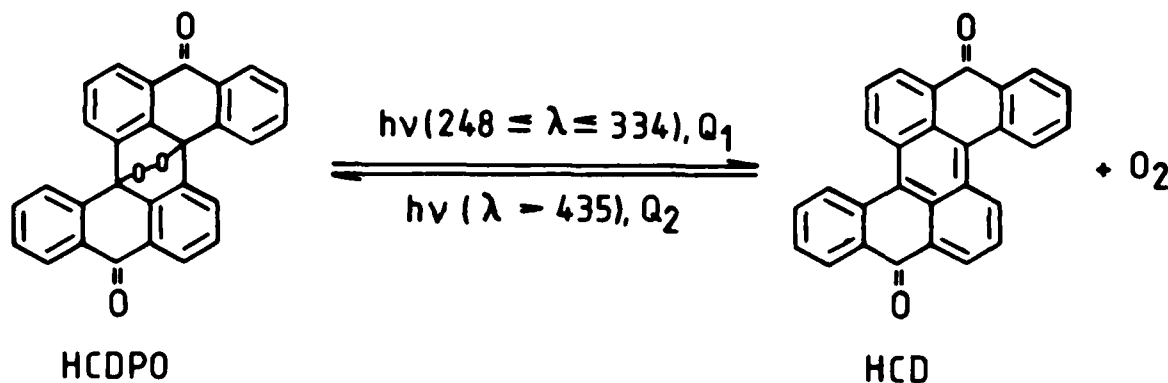 O
O
O-O
hν(248 ≤ λ ≤ 334), Q1
hν ( λ – 435), Q2
O
O
+ O2
HCDPO
HCD